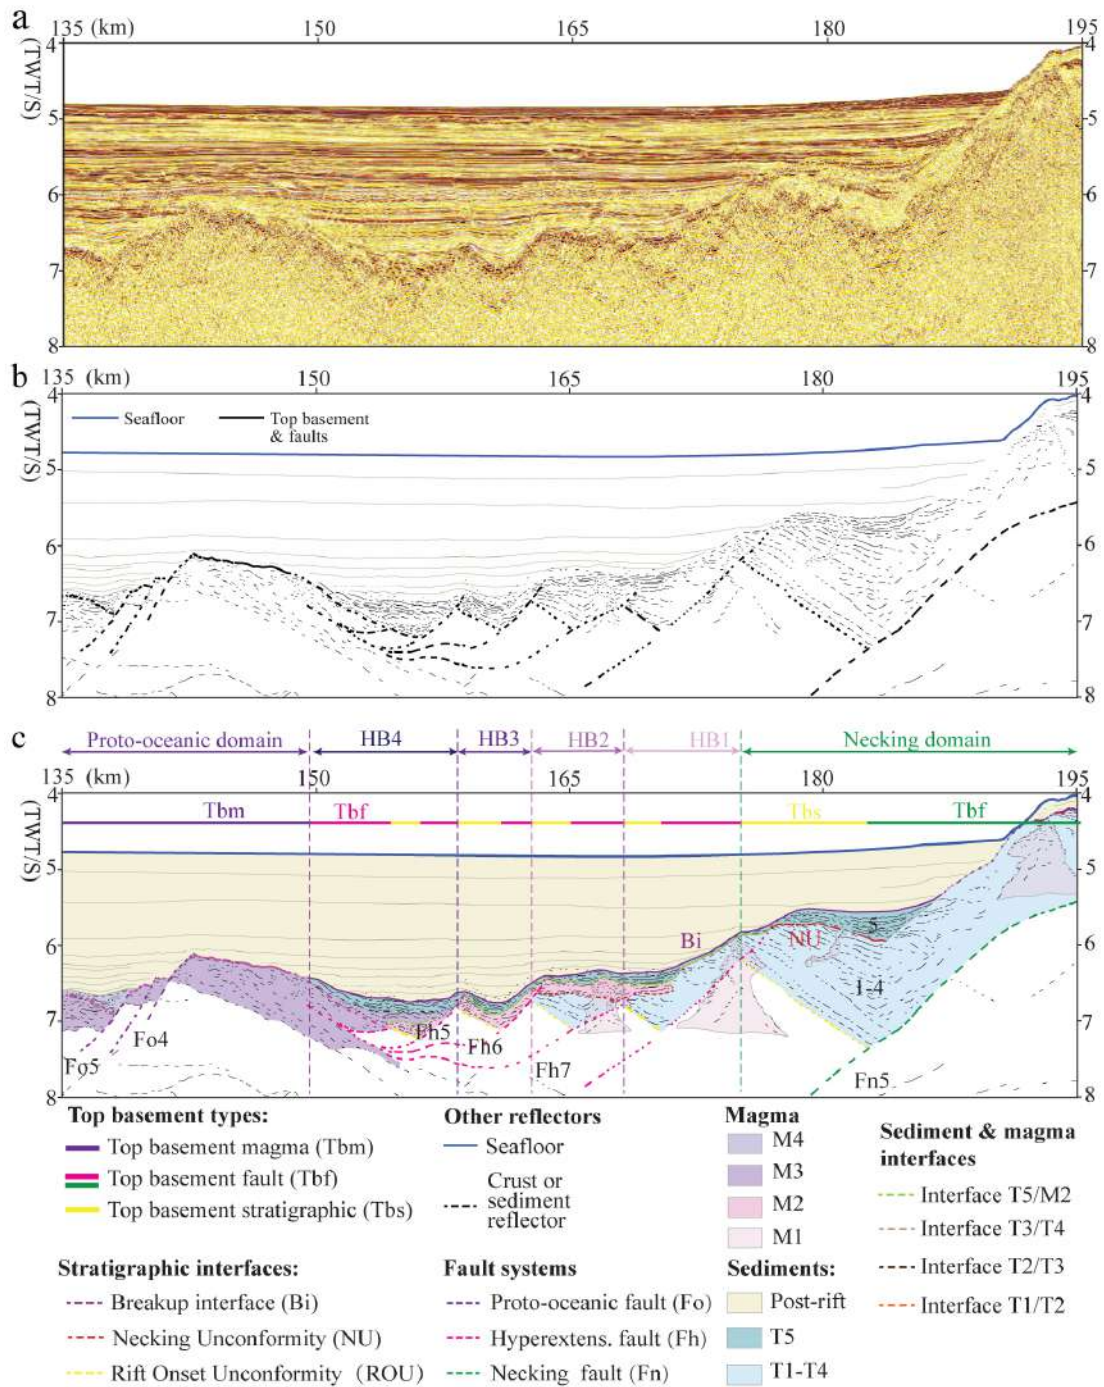 a
135 (km) 150 165 180 195
(TWT/S)
4 4
5 5
6 6
7 7
8 8
b
135 (km) 150 165 180 195
(TWT/S)
4 4
Seafloor
Top basement
& faults
5 5
6 6
7 7
8 8
c
Proto-oceanic domain HB4 HB3 HB2 HB1 Necking domain
135 (km) 150 165 180 195
(TWT/S)
4 4
Tbm Tbf Tbs Tbf
5 5
5
6 Bi NU 6
1-4
7 7
Fo5 Fo4 Fh5 Fh6 Fh7 Fn5
8 8
Top basement types:
Top basement magma (Tbm)
Top basement fault (Tbf)
Top basement stratigraphic (Tbs)
Other reflectors
Seafloor
Crust or
sediment
reflector
Magma
M4
M3
M2
M1
Sediment & magma
interfaces
Interface T5/M2
Interface T3/T4
Interface T2/T3
Interface T1/T2
Stratigraphic interfaces:
Breakup interface (Bi)
Necking Unconformity (NU)
Rift Onset Unconformity (ROU)
Fault systems
Proto-oceanic fault (Fo)
Hyperextens. fault (Fh)
Necking fault (Fn)
Sediments:
Post-rift
T5
T1-T4